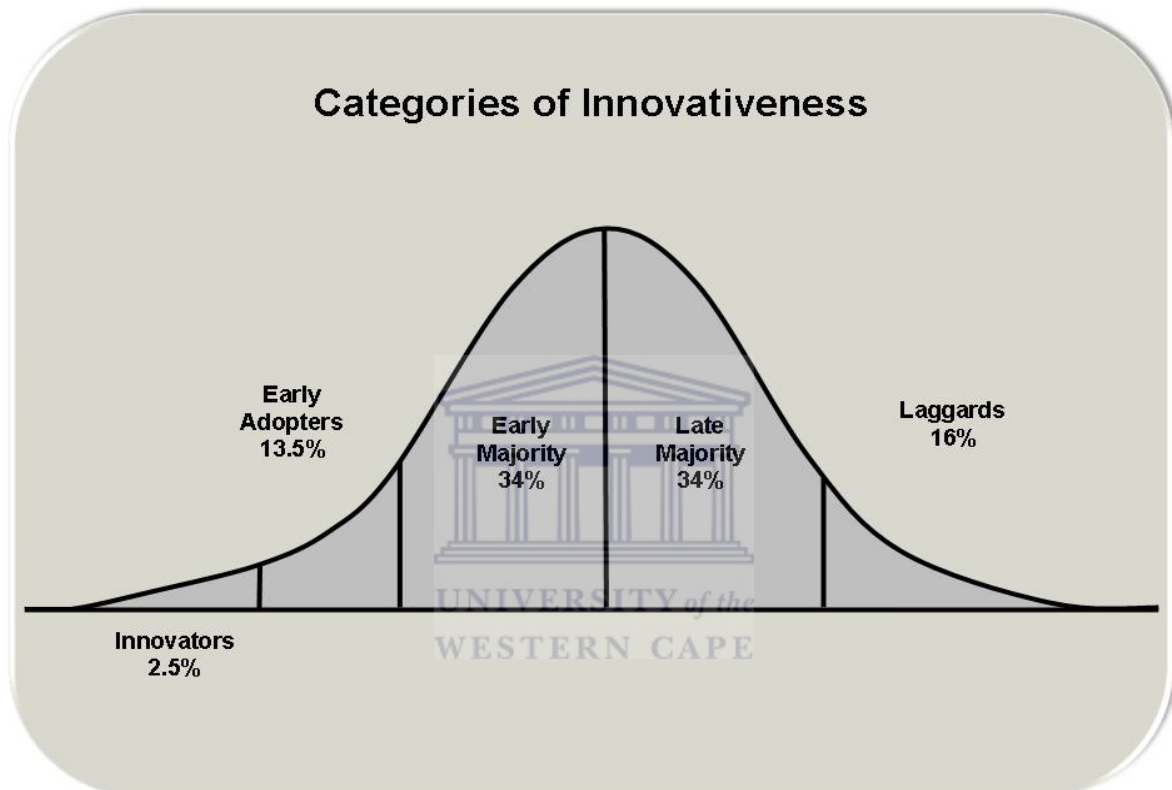 Categories of Innovativeness
Early
Adopters
13.5%
Early
Majority
34%
Late
Majority
34%
Laggards
16%
Innovators
2.5%
UNIVERSITY of the
WESTERN CAPE